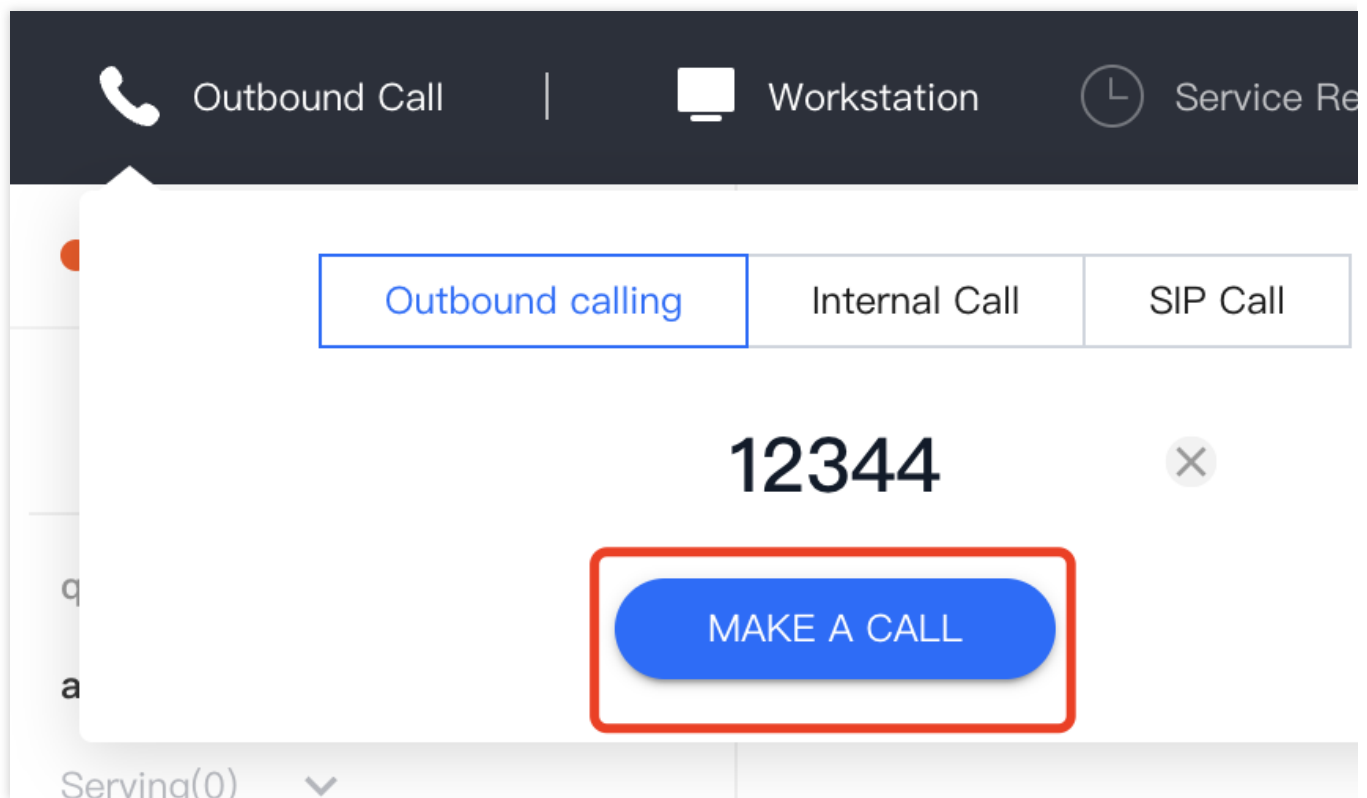 Outbound Call | Workstation Service Re
Outbound calling Internal Call SIP Call
12344
MAKE A CALL
q
a
Serving(0)